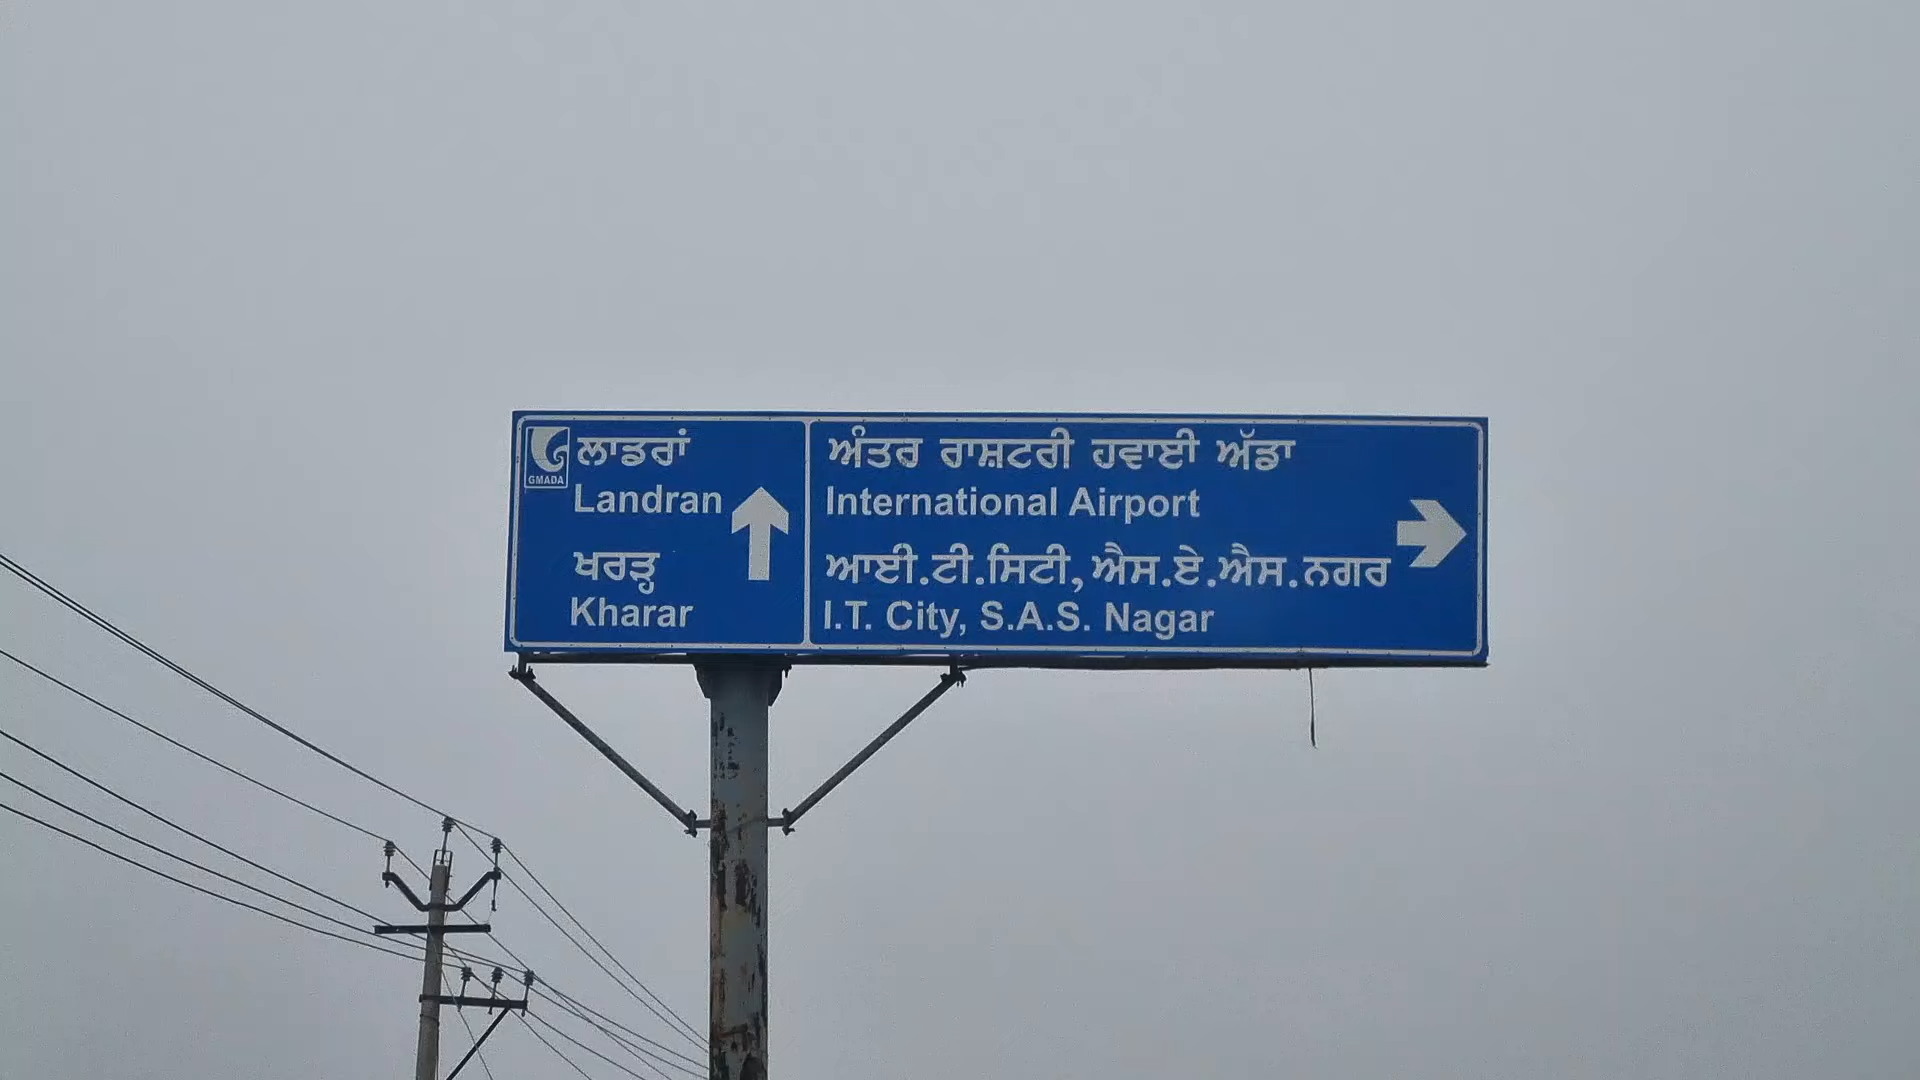 GMADA
ਲਾਡਰਾਂ
Landran
ਖਰੜ੍ਹ
Kharar
ਅੰਤਰ ਰਾਸ਼ਟਰੀ ਹਵਾਈ ਅੱਡਾ
International Airport
ਆਈ.ਟੀ.ਸਿਟੀ,ਐਸ.ਏ.ਐਸ.ਨਗਰ
I.T. City, S.A.S. Nagar